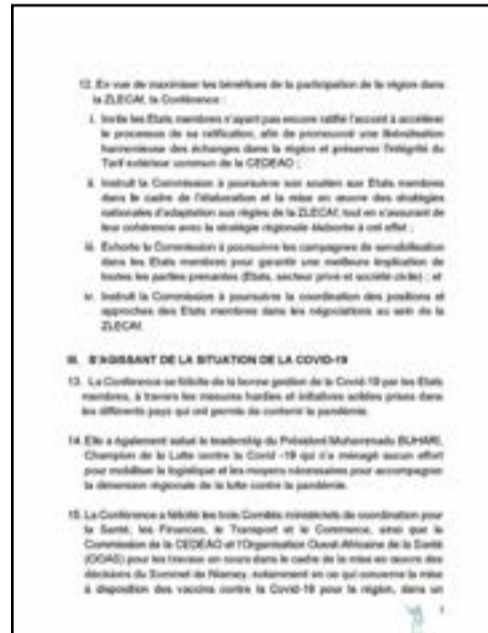 12. En vue de maximiser les bénéfices de la participation de la région dans
la ZLECAf, la Conférence :
i. Invite les Etats membres n'ayant pas encore ratifié l'accord à accélérer
le processus de sa ratification, afin de promouvoir une libéralisation
harmonieuse des échanges dans la région et préserver l'intégrité du
Tarif extérieur commun de la CEDEAO ;
ii. Instruit la Commission à poursuivre son soutien aux Etats membres
dans le cadre de l'élaboration et la mise en œuvre des stratégies
nationales d'adaptation aux règles de la ZLECAf, tout en s'assurant de
leur cohérence avec la stratégie régionale élaborée à cet effet ;
iii. Exhorte la Commission à poursuivre les campagnes de sensibilisation
dans les Etats membres pour garantir une meilleure implication de
toutes les parties prenantes (Etats, secteur privé et société civile) ; et
iv. Instruit la Commission à poursuivre la coordination des positions et
approches des Etats membres dans les négociations au sein de la
ZLECAf.
III. S'AGISSANT DE LA SITUATION DE LA COVID-19
13. La Conférence se félicite de la bonne gestion de la Covid-19 par les Etats
membres, à travers les mesures hardies et initiatives solides prises dans
les différents pays qui ont permis de contenir la pandémie.
14. Elle a également salué le leadership du Président Muhammadu BUHARI,
Champion de la Lutte contre la Covid -19 qui n'a ménagé aucun effort
pour mobiliser la logistique et les moyens nécessaires pour accompagner
la dimension régionale de la lutte contre la pandémie.
15. La Conférence a félicité les trois Comités ministériels de coordination pour
la Santé, les Finances, le Transport et le Commerce, ainsi que la
Commission de la CEDEAO et l'Organisation Ouest Africaine de la Santé
(OOAS) pour les travaux en cours dans le cadre de la mise en œuvre des
décisions du Sommet de Niamey, notamment en ce qui concerne la mise
à disposition des vaccins contre la Covid-19 pour la région, dans un